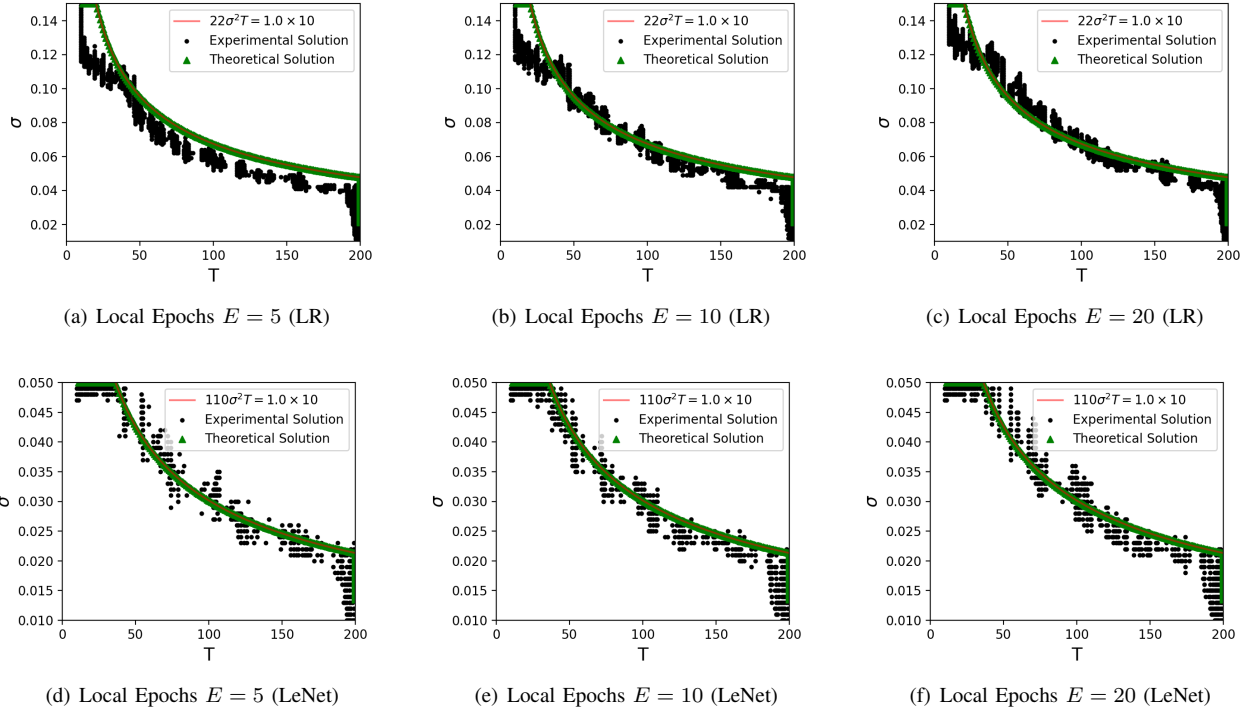 22σ²T = 1.0 × 10
Experimental Solution
Theoretical Solution
0.14
0.12
0.10
0.08
0.06
0.04
0.02
σ
0 50 100 150 200
T
(a) Local Epochs E = 5 (LR)
22σ²T = 1.0 × 10
Experimental Solution
Theoretical Solution
0.14
0.12
0.10
0.08
0.06
0.04
0.02
σ
0 50 100 150 200
T
(b) Local Epochs E = 10 (LR)
22σ²T = 1.0 × 10
Experimental Solution
Theoretical Solution
0.14
0.12
0.10
0.08
0.06
0.04
0.02
σ
0 50 100 150 200
T
(c) Local Epochs E = 20 (LR)
110σ²T = 1.0 × 10
Experimental Solution
Theoretical Solution
0.050
0.045
0.040
0.035
0.030
0.025
0.020
0.015
0.010
σ
0 50 100 150 200
T
(d) Local Epochs E = 5 (LeNet)
110σ²T = 1.0 × 10
Experimental Solution
Theoretical Solution
0.050
0.045
0.040
0.035
0.030
0.025
0.020
0.015
0.010
σ
0 50 100 150 200
T
(e) Local Epochs E = 10 (LeNet)
110σ²T = 1.0 × 10
Experimental Solution
Theoretical Solution
0.050
0.045
0.040
0.035
0.030
0.025
0.020
0.015
0.010
σ
0 50 100 150 200
T
(f) Local Epochs E = 20 (LeNet)